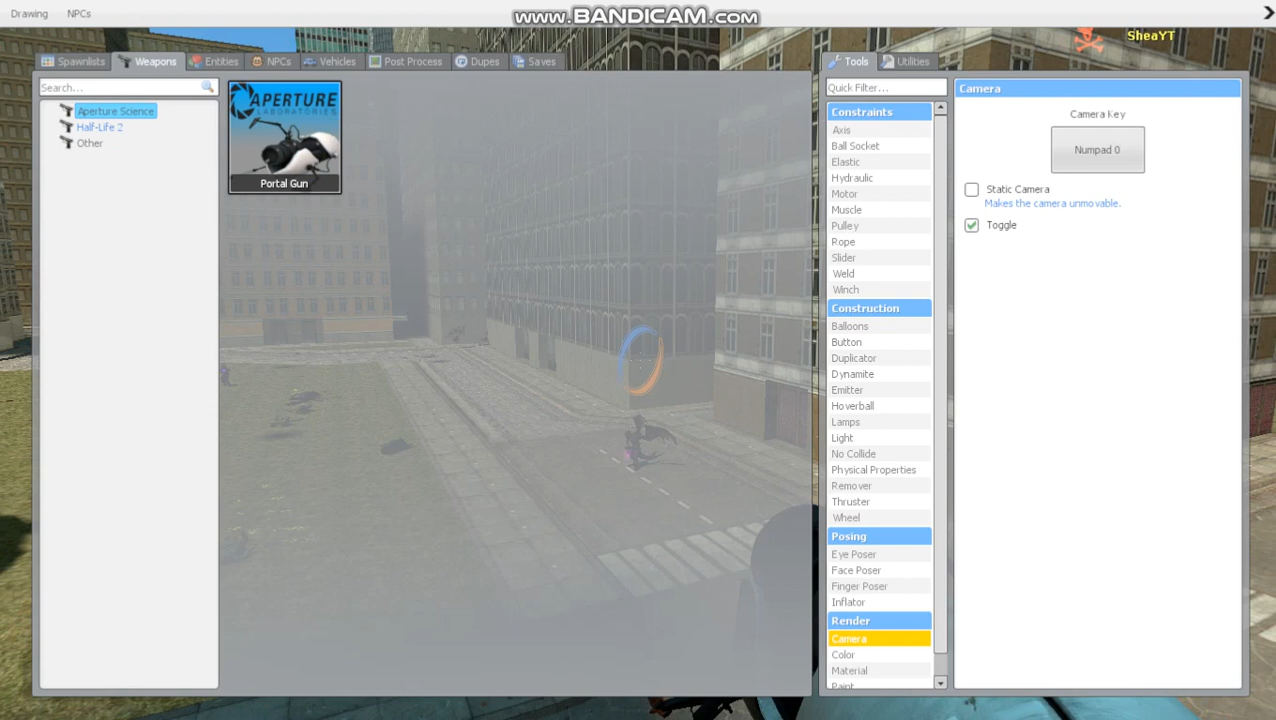 Drawing NPCs
www.BANDICAM.com
SheaYT
Spawnlists Weapons Entities NPCs Vehicles Post Process Dupes Saves
Search...
Aperture Science
Half-Life 2
Other
APERTURE
LABORATORIES
Portal Gun
Tools Utilities
Quick Filter...
Constraints
Axis
Ball Socket
Elastic
Hydraulic
Motor
Muscle
Pulley
Rope
Slider
Weld
Winch
Construction
Balloons
Button
Duplicator
Dynamite
Emitter
Hoverball
Lamps
Light
No Collide
Physical Properties
Remover
Thruster
Wheel
Posing
Eye Poser
Face Poser
Finger Poser
Inflator
Render
Camera
Color
Material
Paint
Camera
Camera Key
Numpad 0
Static Camera
Makes the camera unmovable.
Toggle